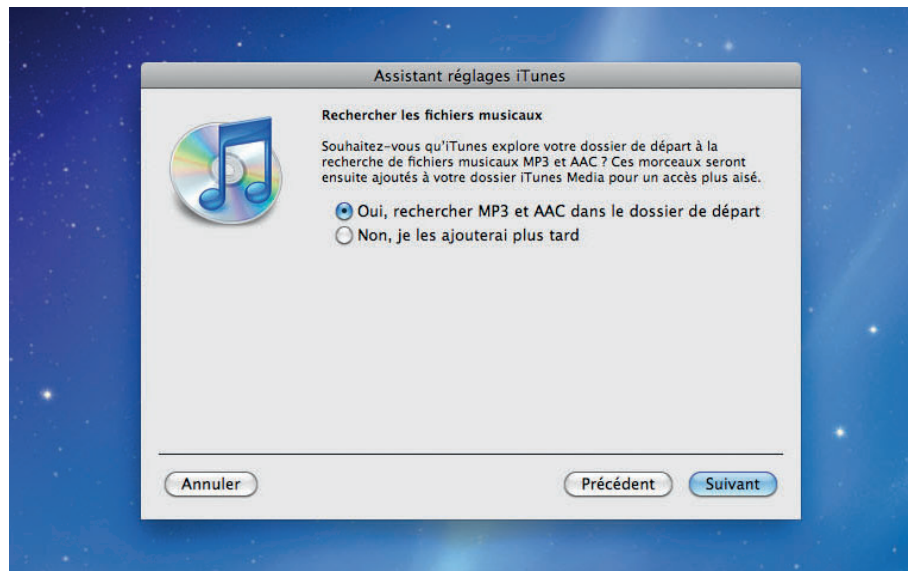 Assistant réglages iTunes
Rechercher les fichiers musicaux
Souhaitez-vous qu'iTunes explore votre dossier de départ à la
recherche de fichiers musicaux MP3 et AAC ? Ces morceaux seront
ensuite ajoutés à votre dossier iTunes Media pour un accès plus aisé.
Oui, rechercher MP3 et AAC dans le dossier de départ
Non, je les ajouterai plus tard
Annuler
Précédent
Suivant